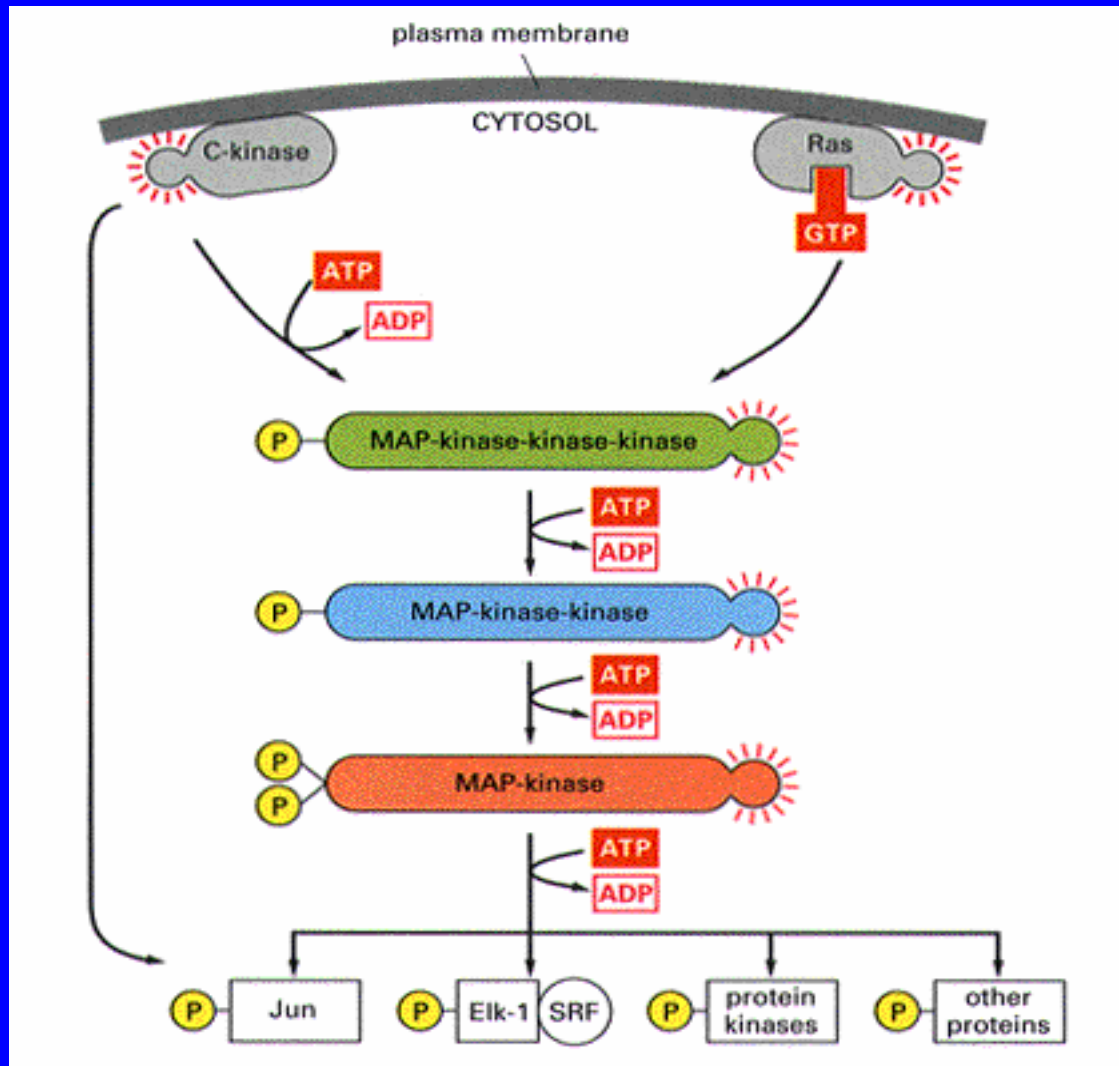 plasma membrane
CYTOSOL
C-kinase
Ras
GTP
ATP
ADP
P
MAP-kinase-kinase-kinase
ATP
ADP
P
MAP-kinase-kinase
ATP
ADP
P
P
MAP-kinase
ATP
ADP
P
Jun
P
Elk-1
SRF
P
protein
kinases
P
other
proteins